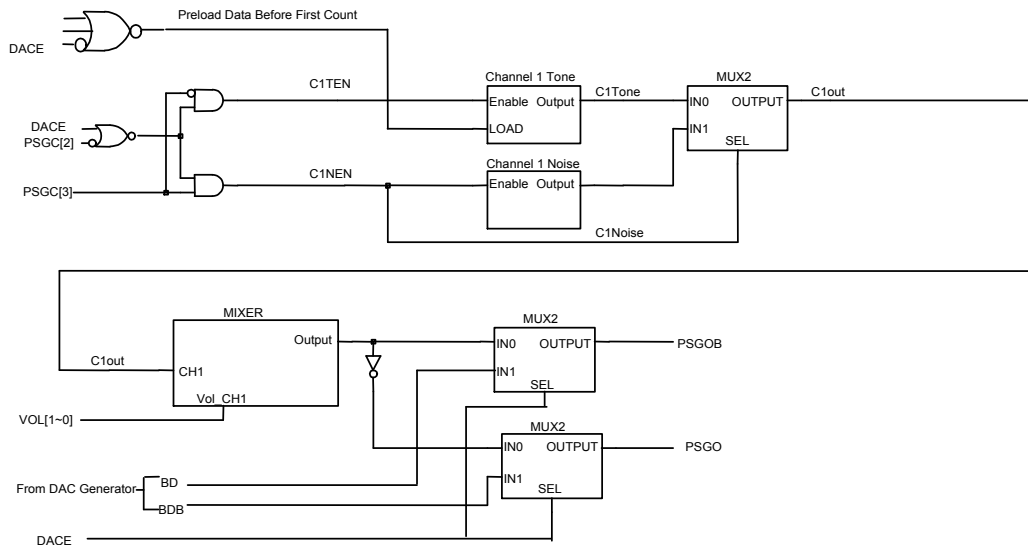 Preload Data Before First Count
DACE
C1TEN
Channel 1 Tone
Enable Output
LOAD
C1Tone
MUX2
IN0 OUTPUT
IN1
SEL
C1out
DACE
PSGC[2]
PSGC[3]
C1NEN
Channel 1 Noise
Enable Output
C1Noise
MIXER
Output
C1out
CH1
Vol_CH1
VOL[1~0]
MUX2
IN0 OUTPUT
IN1
SEL
PSGOB
MUX2
IN0 OUTPUT
IN1
SEL
PSGO
From DAC Generator
BD
BDB
DACE